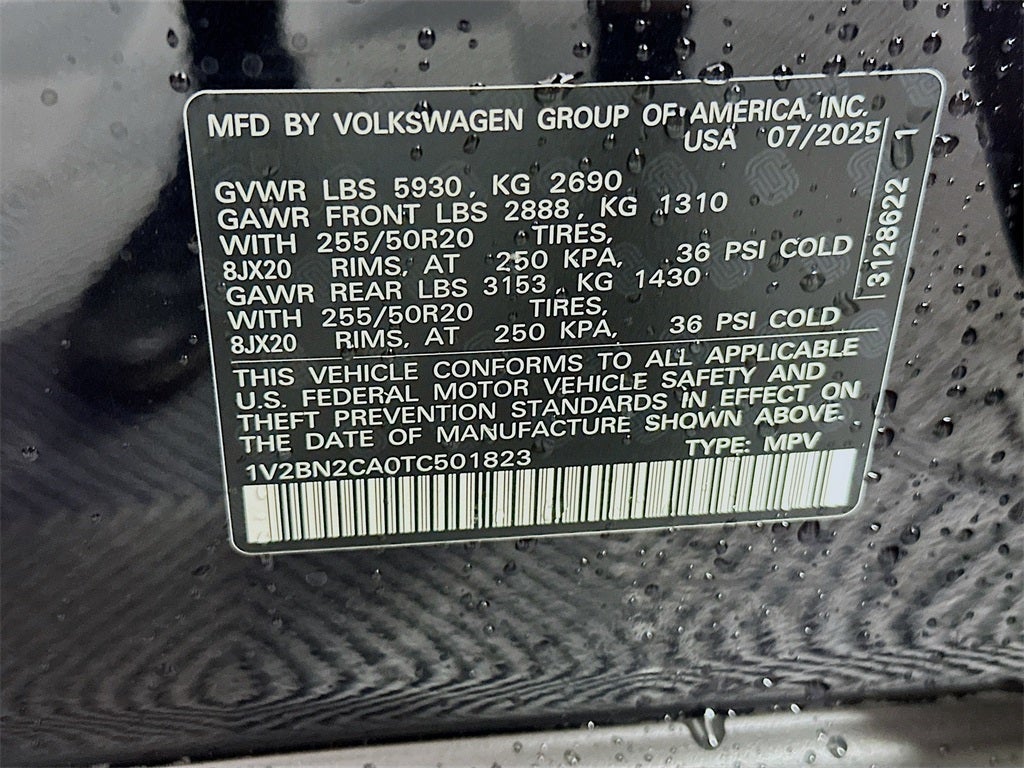 MFD BY VOLKSWAGEN GROUP OF AMERICA, INC.
USA 07/2025
GVWR LBS 5930, KG 2690
GAWR FRONT LBS 2888, KG 1310
WITH 255/50R20 TIRES,
8JX20 RIMS, AT 250 KPA, 36 PSI COLD
GAWR REAR LBS 3153, KG 1430
WITH 255/50R20 TIRES,
8JX20 RIMS, AT 250 KPA, 36 PSI COLD
3128622 1
THIS VEHICLE CONFORMS TO ALL APPLICABLE
U.S. FEDERAL MOTOR VEHICLE SAFETY AND
THEFT PREVENTION STANDARDS IN EFFECT ON
THE DATE OF MANUFACTURE SHOWN ABOVE.
1V2BN2CA0TC501823 TYPE: MPV